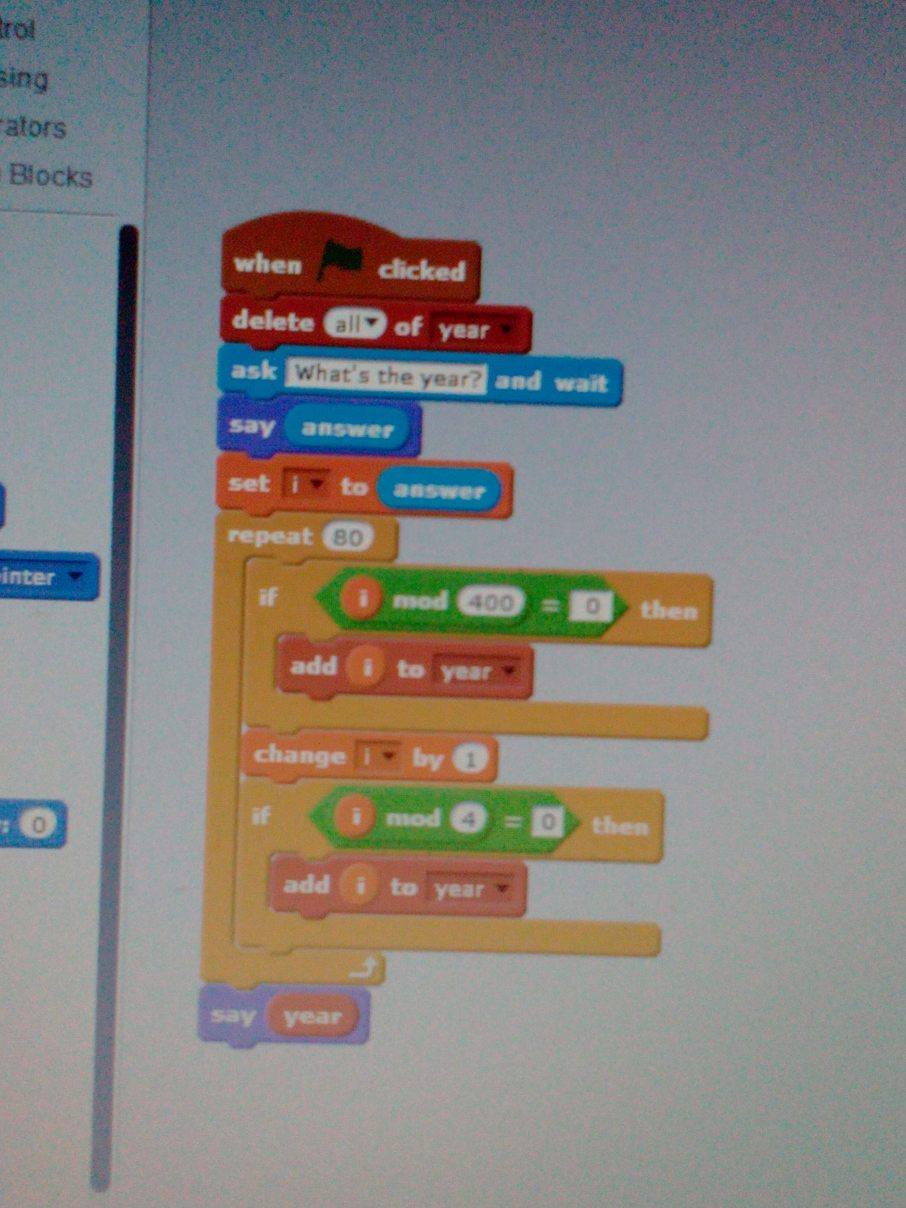 trol
sing
rators
Blocks
when clicked
delete all of year
ask What's the year? and wait
say answer
set i to answer
repeat 80
inter
if i mod 400 = 0 then
add i to year
change i by 1
if i mod 4 = 0 then
: 0
add i to year
say year